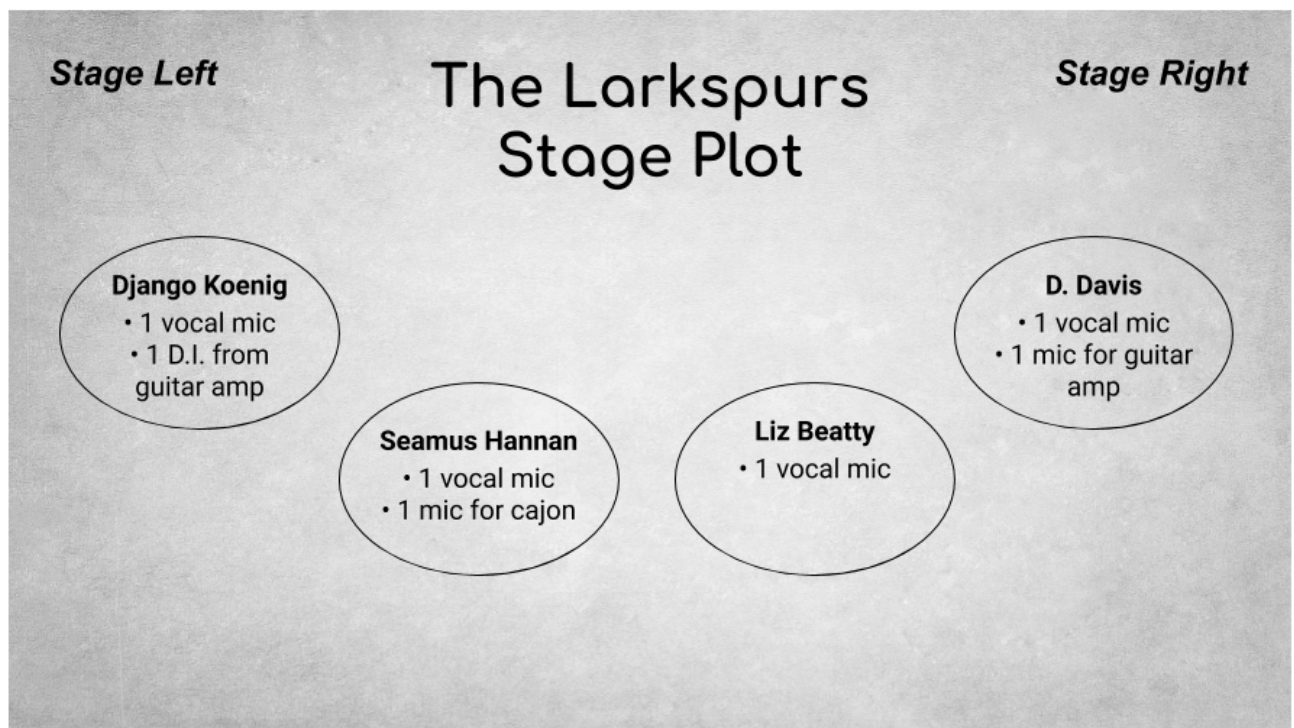 Stage Left
The Larkspurs
Stage Plot
Stage Right
Django Koenig
• 1 vocal mic
• 1 D.I. from
guitar amp
Seamus Hannan
• 1 vocal mic
• 1 mic for cajon
Liz Beatty
• 1 vocal mic
D. Davis
• 1 vocal mic
• 1 mic for guitar
amp